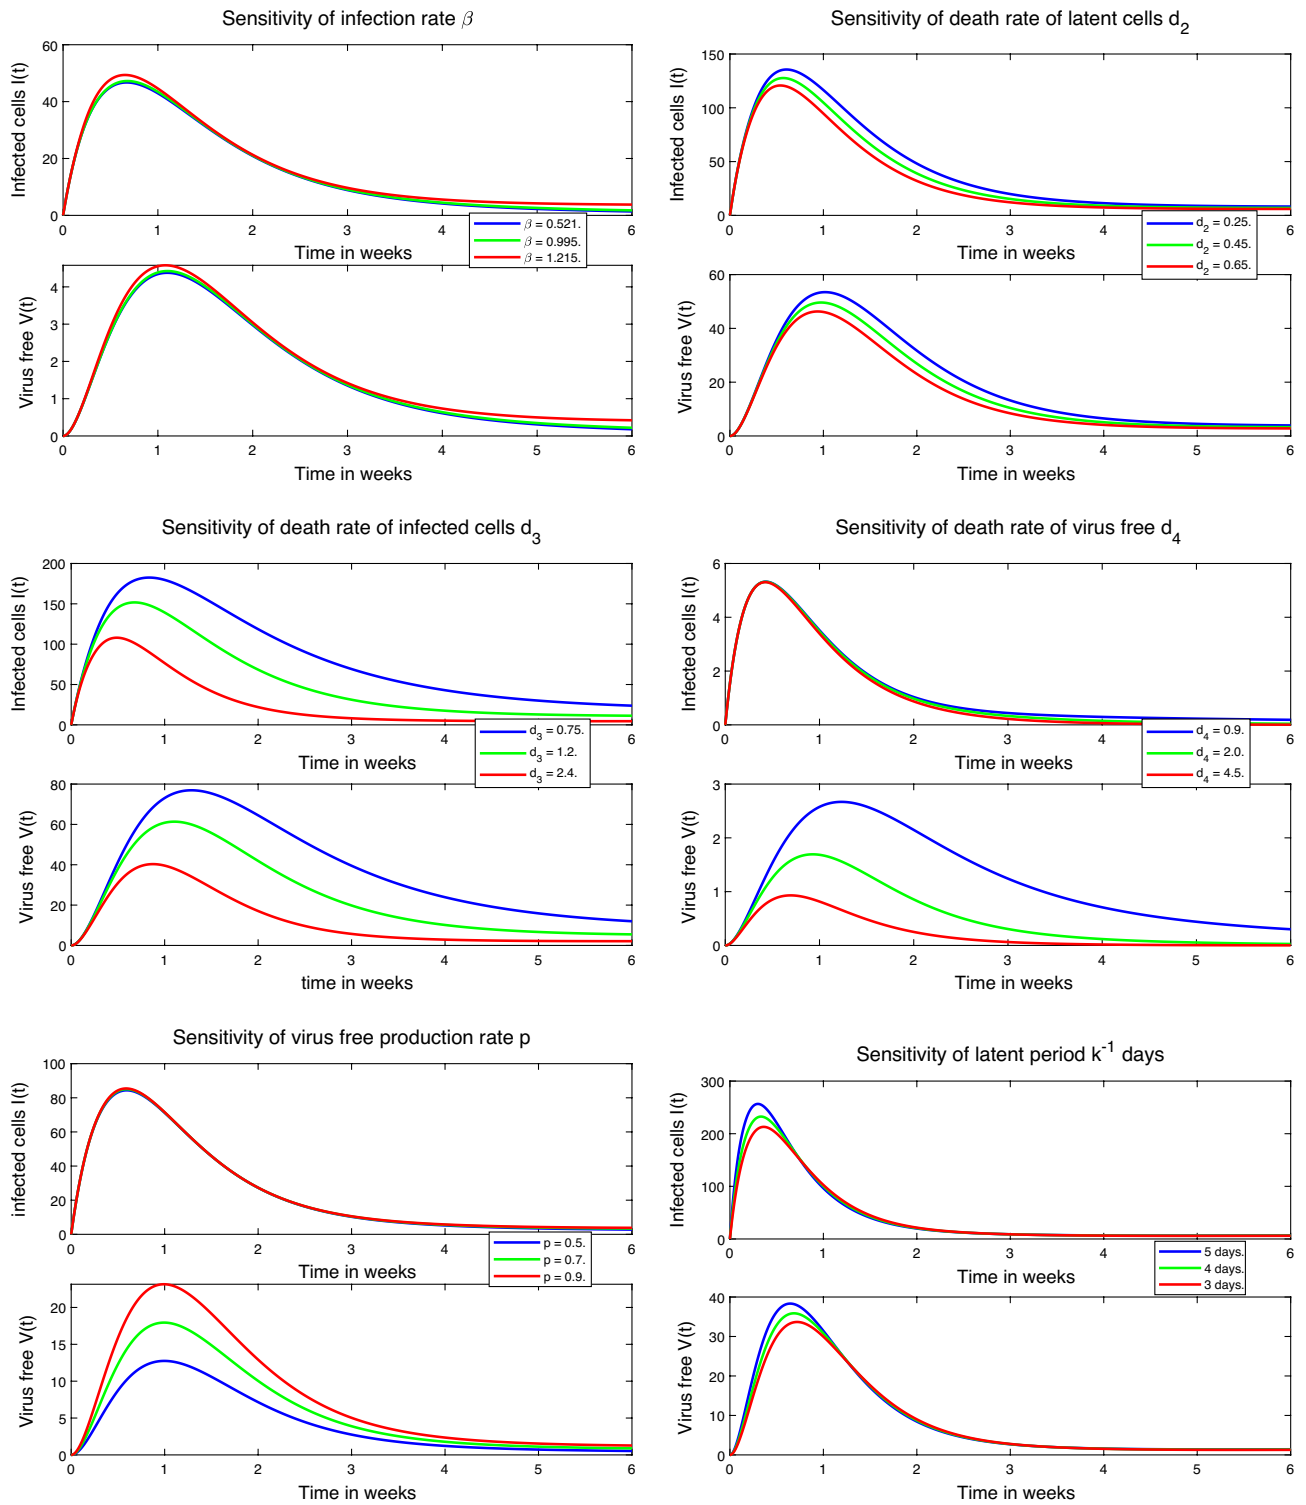 Sensitivity of infection rate β
Infected cells I(t)
60
40
20
0
0 1 2 3 4 5 6
Time in weeks
β = 0.521.
β = 0.995.
β = 1.215.
Virus free V(t)
4
3
2
1
0
0 1 2 3 4 5 6
Time in weeks
Sensitivity of death rate of latent cells d2
Infected cells I(t)
150
100
50
0
0 1 2 3 4 5 6
Time in weeks
d2 = 0.25.
d2 = 0.45.
d2 = 0.65.
Virus free V(t)
60
40
20
0
0 1 2 3 4 5 6
Time in weeks
Sensitivity of death rate of infected cells d3
Infected cells I(t)
200
150
100
50
0
0 1 2 3 4 5 6
Time in weeks
d3 = 0.75.
d3 = 1.2.
d3 = 2.4.
Virus free V(t)
80
60
40
20
0
0 1 2 3 4 5 6
time in weeks
Sensitivity of death rate of virus free d4
Infected cells I(t)
6
4
2
0
0 1 2 3 4 5 6
Time in weeks
d4 = 0.9.
d4 = 2.0.
d4 = 4.5.
Virus free V(t)
3
2
1
0
0 1 2 3 4 5 6
Time in weeks
Sensitivity of virus free production rate p
infected cells I(t)
100
80
60
40
20
0
0 1 2 3 4 5 6
Time in weeks
p = 0.5.
p = 0.7.
p = 0.9.
Virus free V(t)
20
15
10
5
0
0 1 2 3 4 5 6
Time in weeks
Sensitivity of latent period k-1 days
Infected cells I(t)
300
200
100
0
0 1 2 3 4 5 6
Time in weeks
5 days.
4 days.
3 days.
Virus free V(t)
40
30
20
10
0
0 1 2 3 4 5 6
Time in weeks